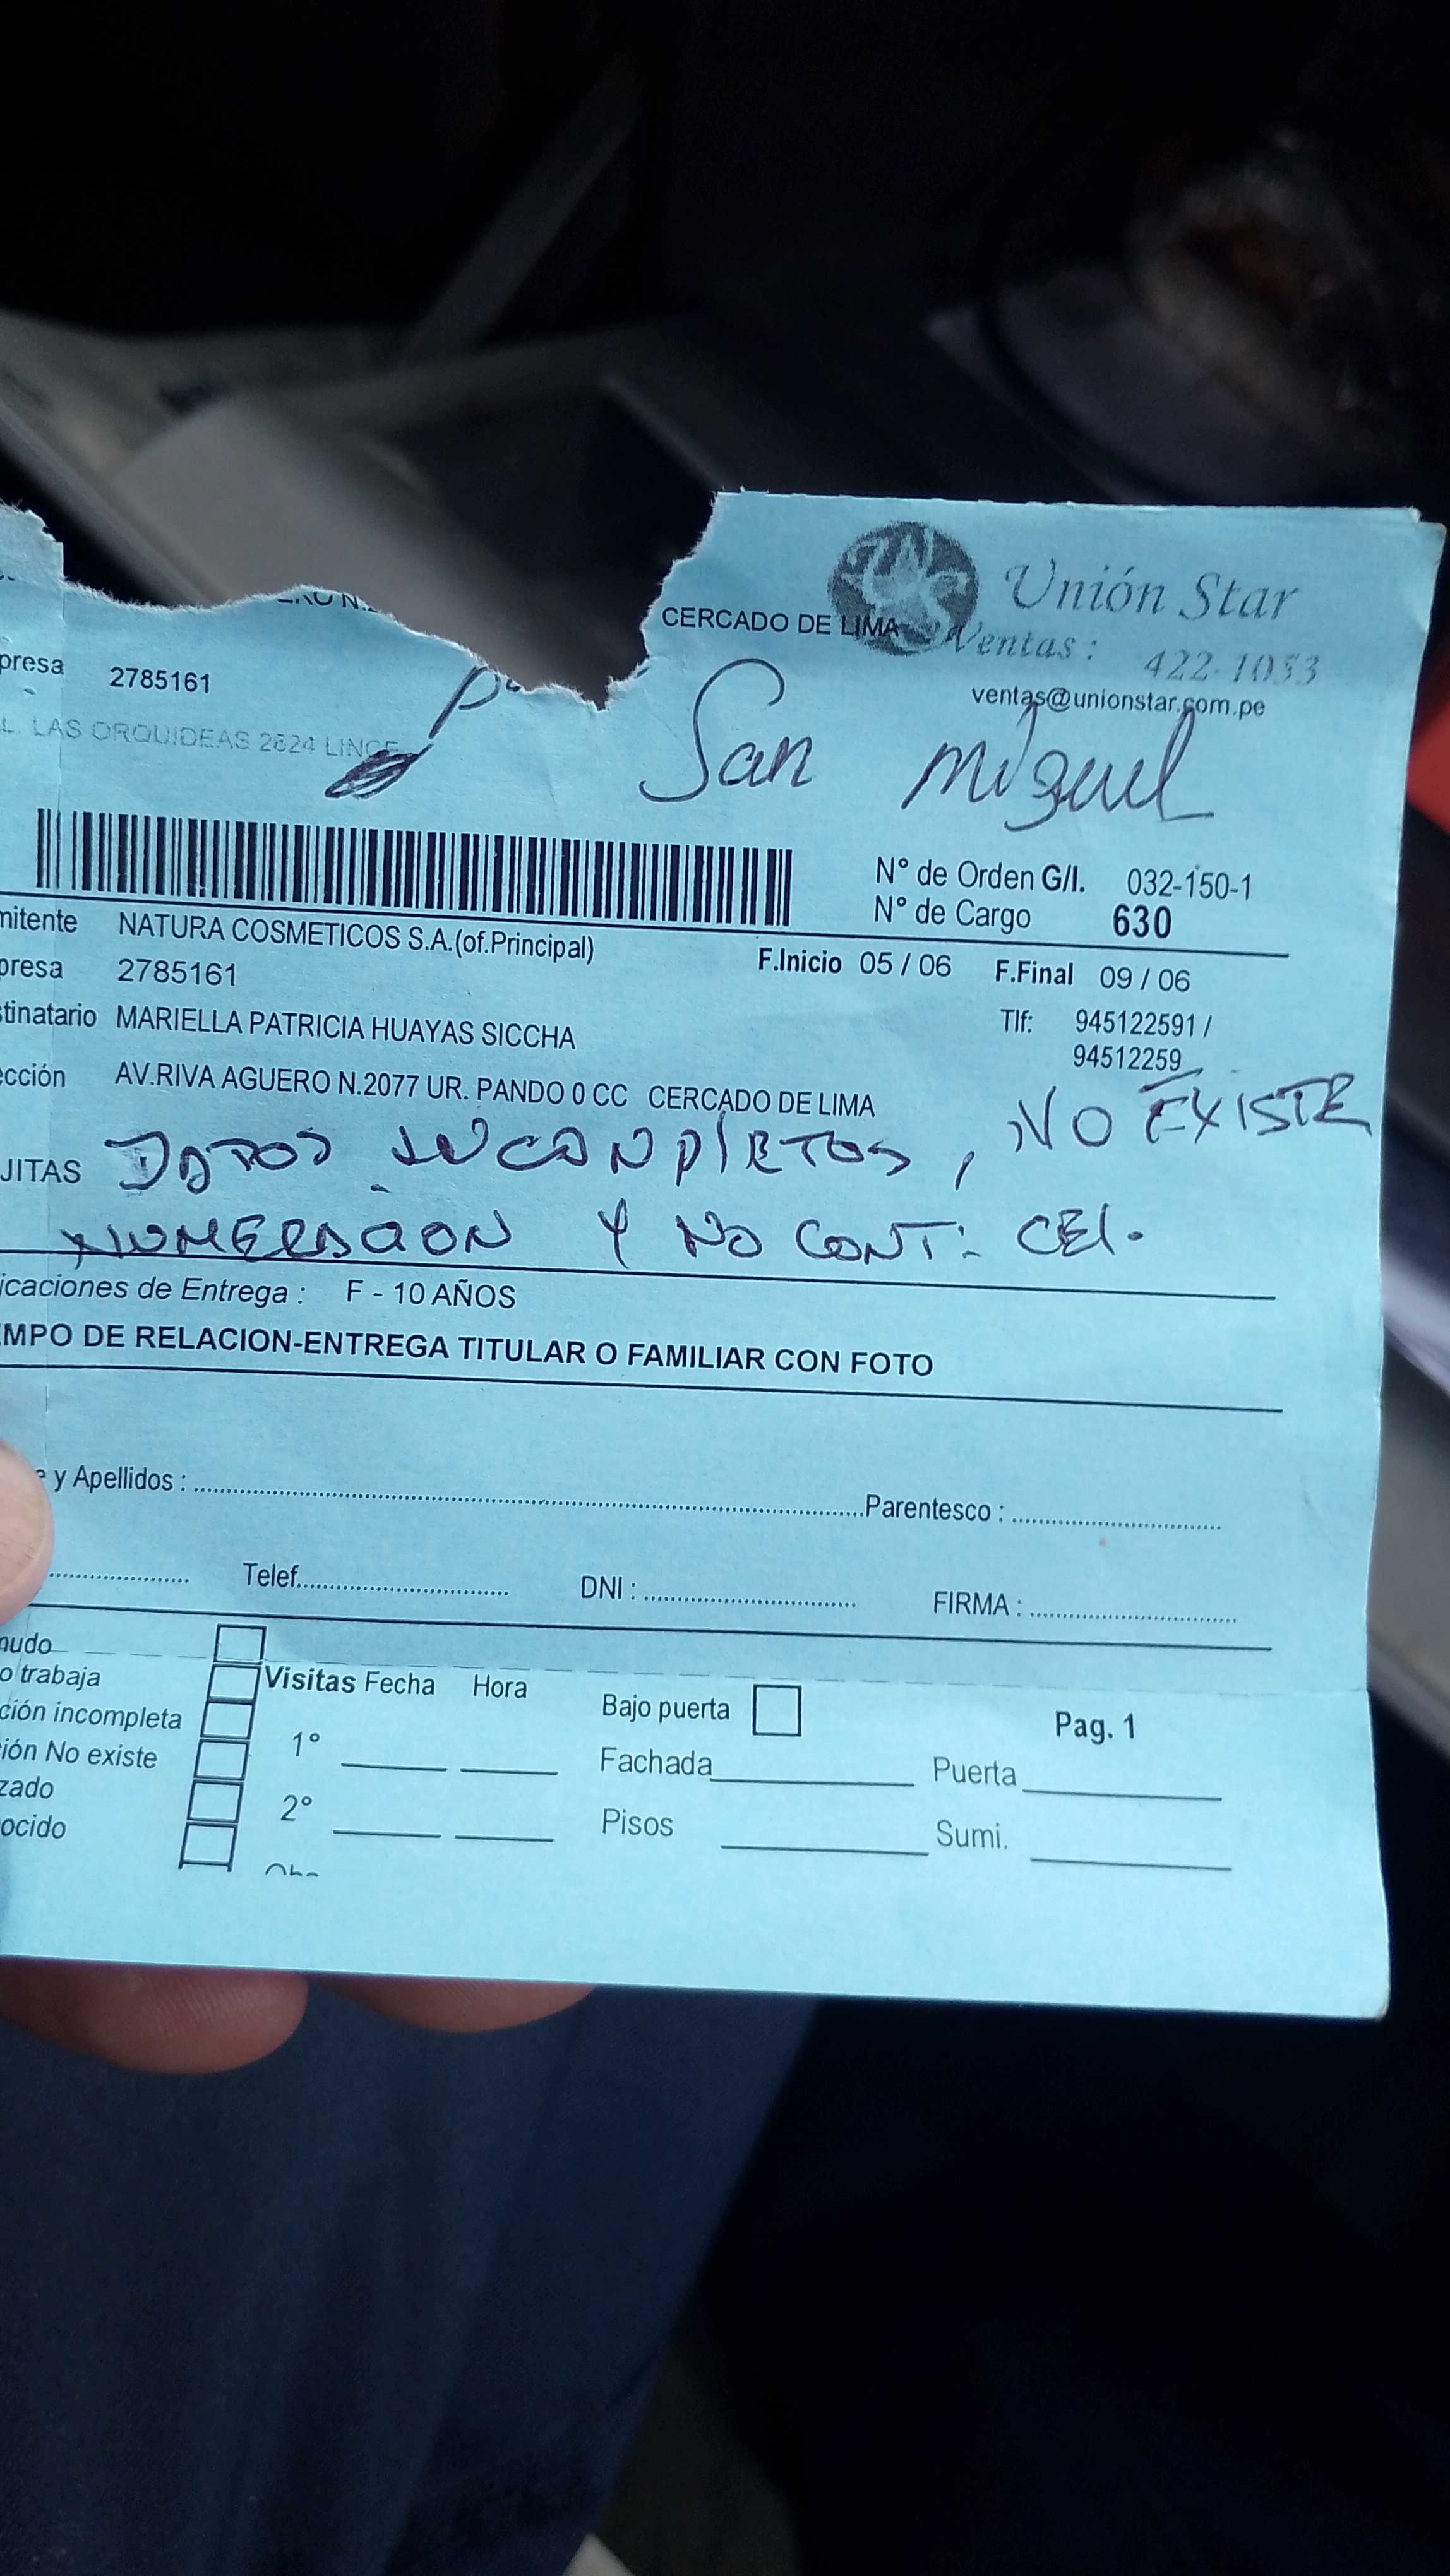 Unión Star
CERCADO DE LIMA
Ventas : 422-1053
presa 2785161
ventas@unionstar.com.pe
L. LAS ORQUIDEAS 2624 LINCE
San miguel
N° de Orden G/I. 032-150-1
N° de Cargo 630
mitente NATURA COSMETICOS S.A.(of.Principal)
presa 2785161 F.Inicio 05 / 06 F.Final 09 / 06
tinatario MARIELLA PATRICIA HUAYAS SICCHA Tlf: 945122591 /
94512259
ección AV.RIVA AGUERO N.2077 UR. PANDO 0 CC CERCADO DE LIMA
JITAS DATOS INCONPLETOS, NO EXISTE
NUMERACION Y NO CONT. CEL.
icaciones de Entrega : F - 10 AÑOS
EMPO DE RELACION-ENTREGA TITULAR O FAMILIAR CON FOTO
e y Apellidos : Parentesco :
Telef. DNI : FIRMA :
nudo
o trabaja Visitas Fecha Hora Bajo puerta Pag. 1
ción incompleta 1° Fachada Puerta
ión No existe
zado 2° Pisos Sumi.
ocido